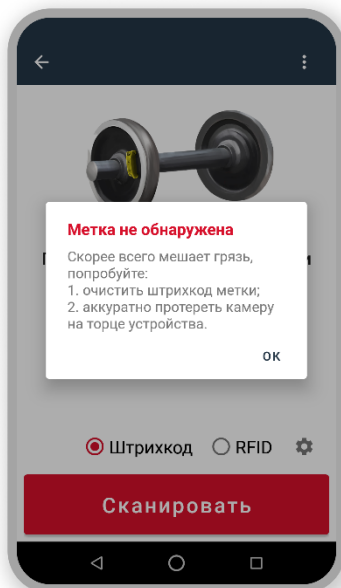 Метка не обнаружена
Скорее всего мешает грязь,
попробуйте:
1. очистить штрихкод метки;
2. аккуратно протереть камеру
на торце устройства.
ОК
Штрихкод RFID
Сканировать